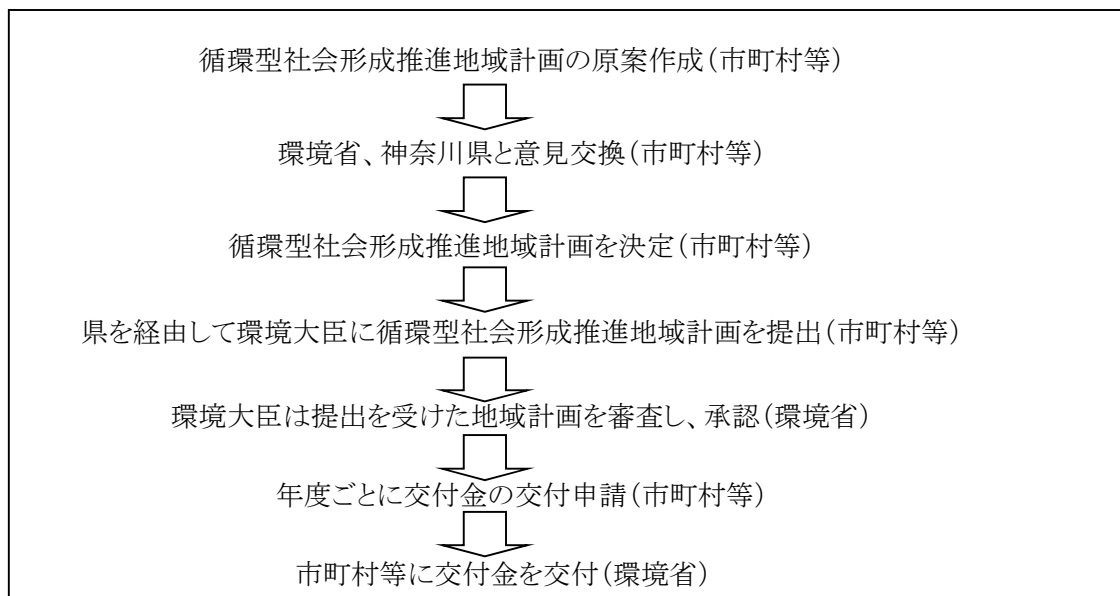 循環型社会形成推進地域計画の原案作成(市町村等)
環境省、神奈川県と意見交換(市町村等)
循環型社会形成推進地域計画を決定(市町村等)
県を経由して環境大臣に循環型社会形成推進地域計画を提出(市町村等)
環境大臣は提出を受けた地域計画を審査し、承認(環境省)
年度ごとに交付金の交付申請(市町村等)
市町村等に交付金を交付(環境省)